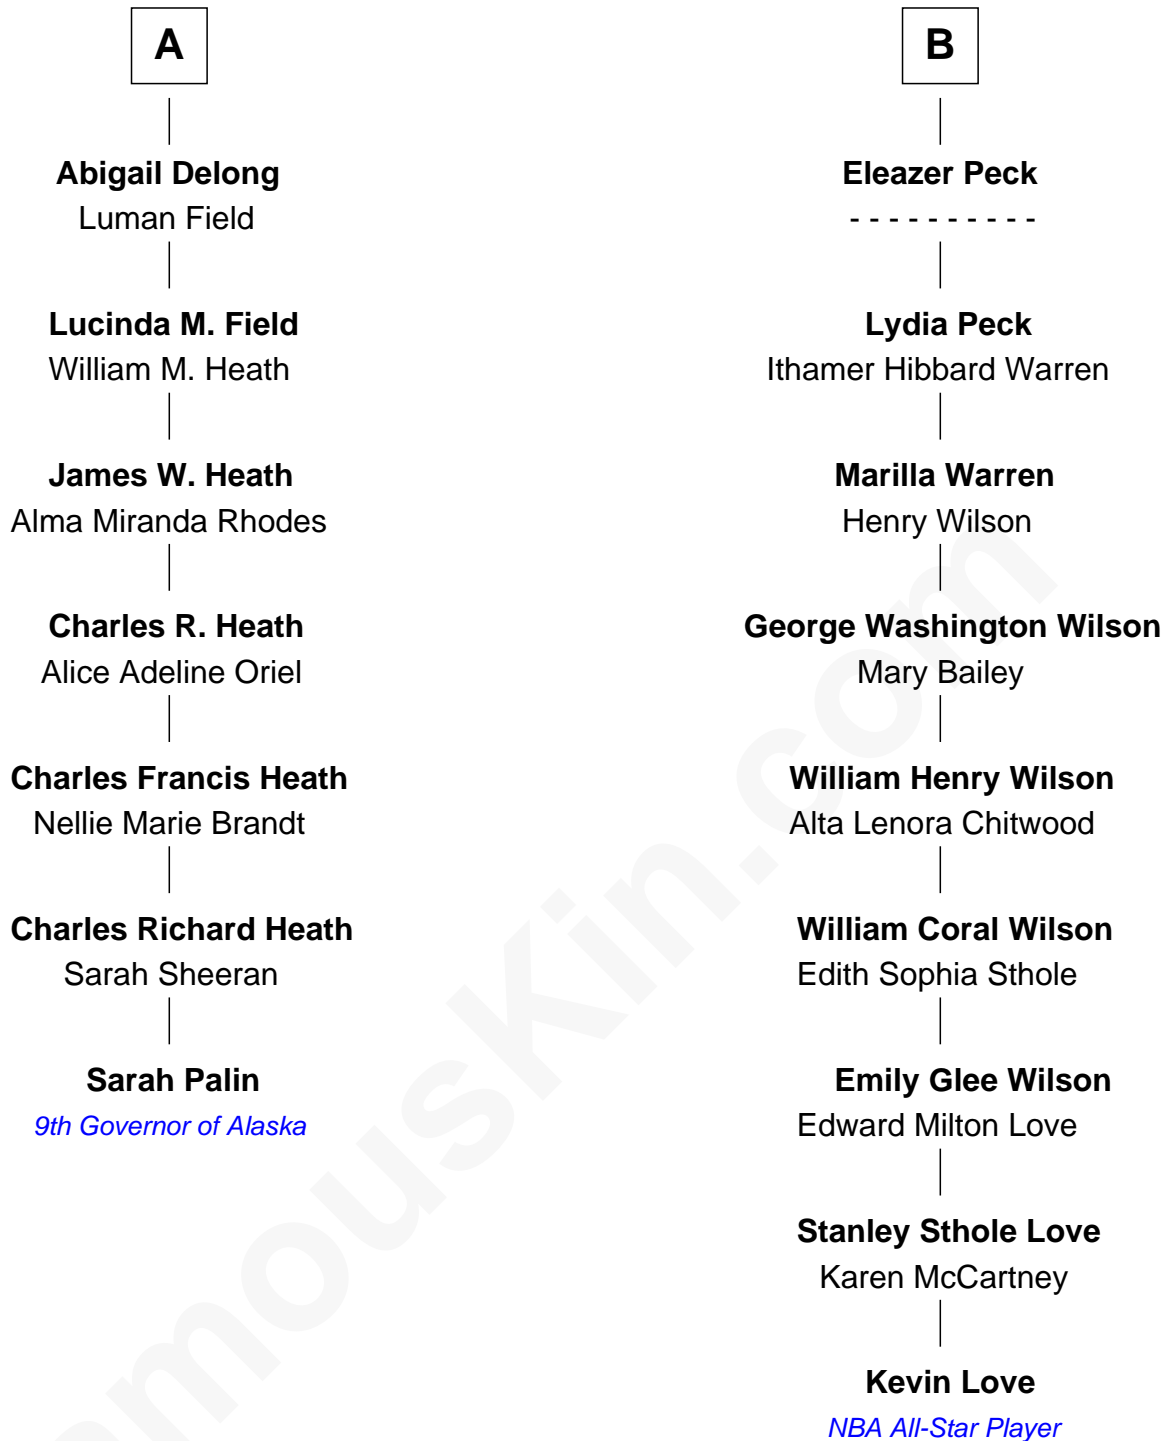 A
Abigail Delong
Luman Field
Lucinda M. Field
William M. Heath
James W. Heath
Alma Miranda Rhodes
Charles R. Heath
Alice Adeline Oriel
Charles Francis Heath
Nellie Marie Brandt
Charles Richard Heath
Sarah Sheeran
Sarah Palin
9th Governor of Alaska
B
Eleazer Peck
- - - - - - - - - -
Lydia Peck
Ithamer Hibbard Warren
Marilla Warren
Henry Wilson
George Washington Wilson
Mary Bailey
William Henry Wilson
Alta Lenora Chitwood
William Coral Wilson
Edith Sophia Sthole
Emily Glee Wilson
Edward Milton Love
Stanley Sthole Love
Karen McCartney
Kevin Love
NBA All-Star Player
amouskin.com